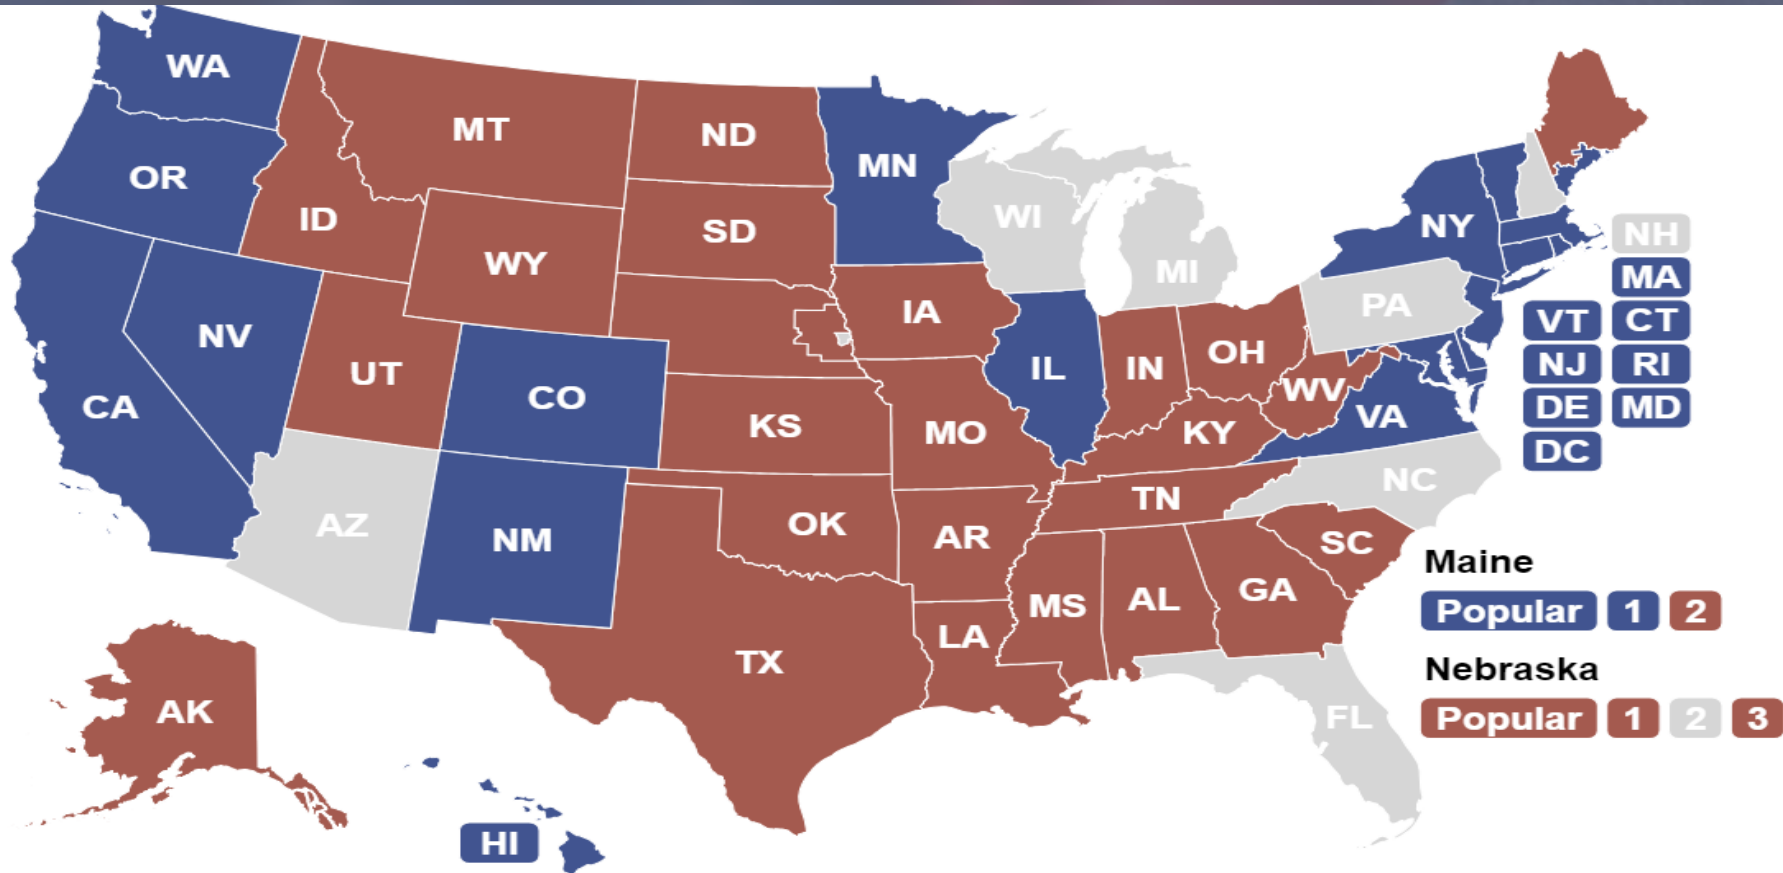 WA
MT
ND
MN
OR
ID
WI
SD
NY
NH
WY
MI
MA
IA
PA
VT CT
NV
OH
NJ RI
UT
CO
IL
IN
WV
CA
KS
MO
KY
VA
DE MD
DC
NC
TN
AZ
NM
OK
AR
SC
MS
AL
GA
Maine
Popular 1 2
LA
TX
Nebraska
AK
FL
Popular 1 2 3
HI